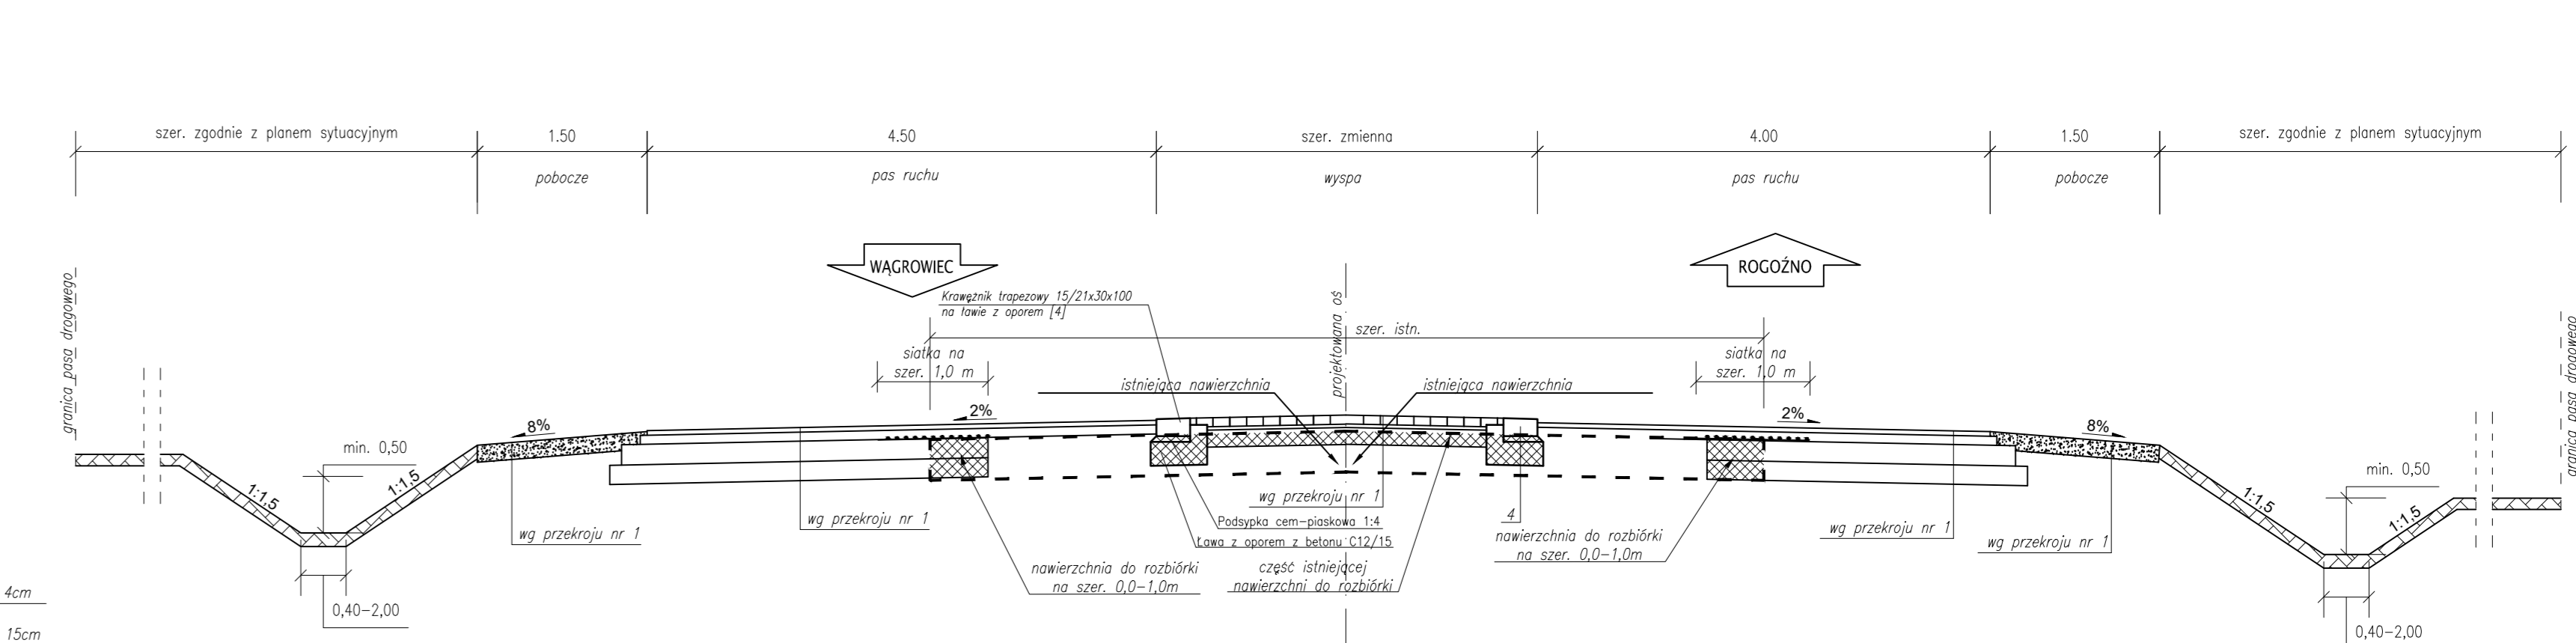 szer. zgodnie z planem sytuacyjnym
1.50
4.50
szer. zmienna
4.00
1.50
szer. zgodnie z planem sytuacyjnym
pobocze
pas ruchu
wyspa
pas ruchu
pobocze
WĄGROWIEC
ROGOŹNO
granica pasa drogowego
Krawężnik trapezowy 15/21x30x100
na ławie z oporem [4]
projektowana oś
szer. istn.
granica pasa drogowego
siatka na
szer. 1,0 m
siatka na
szer. 1,0 m
istniejąca nawierzchnia
istniejąca nawierzchnia
8%
2%
2%
8%
min. 0,50
min. 0,50
1:1,5
1:1,5
1:1,5
1:1,5
wg przekroju nr 1
wg przekroju nr 1
wg przekroju nr 1
4
wg przekroju nr 1
wg przekroju nr 1
Podsypka cem-piaskowa 1:4
Ława z oporem z betonu C12/15
nawierzchnia do rozbiórki
na szer. 0,0-1,0m
część istniejącej
nawierzchni do rozbiórki
nawierzchnia do rozbiórki
na szer. 0,0-1,0m
4cm
15cm
0,40-2,00
0,40-2,00